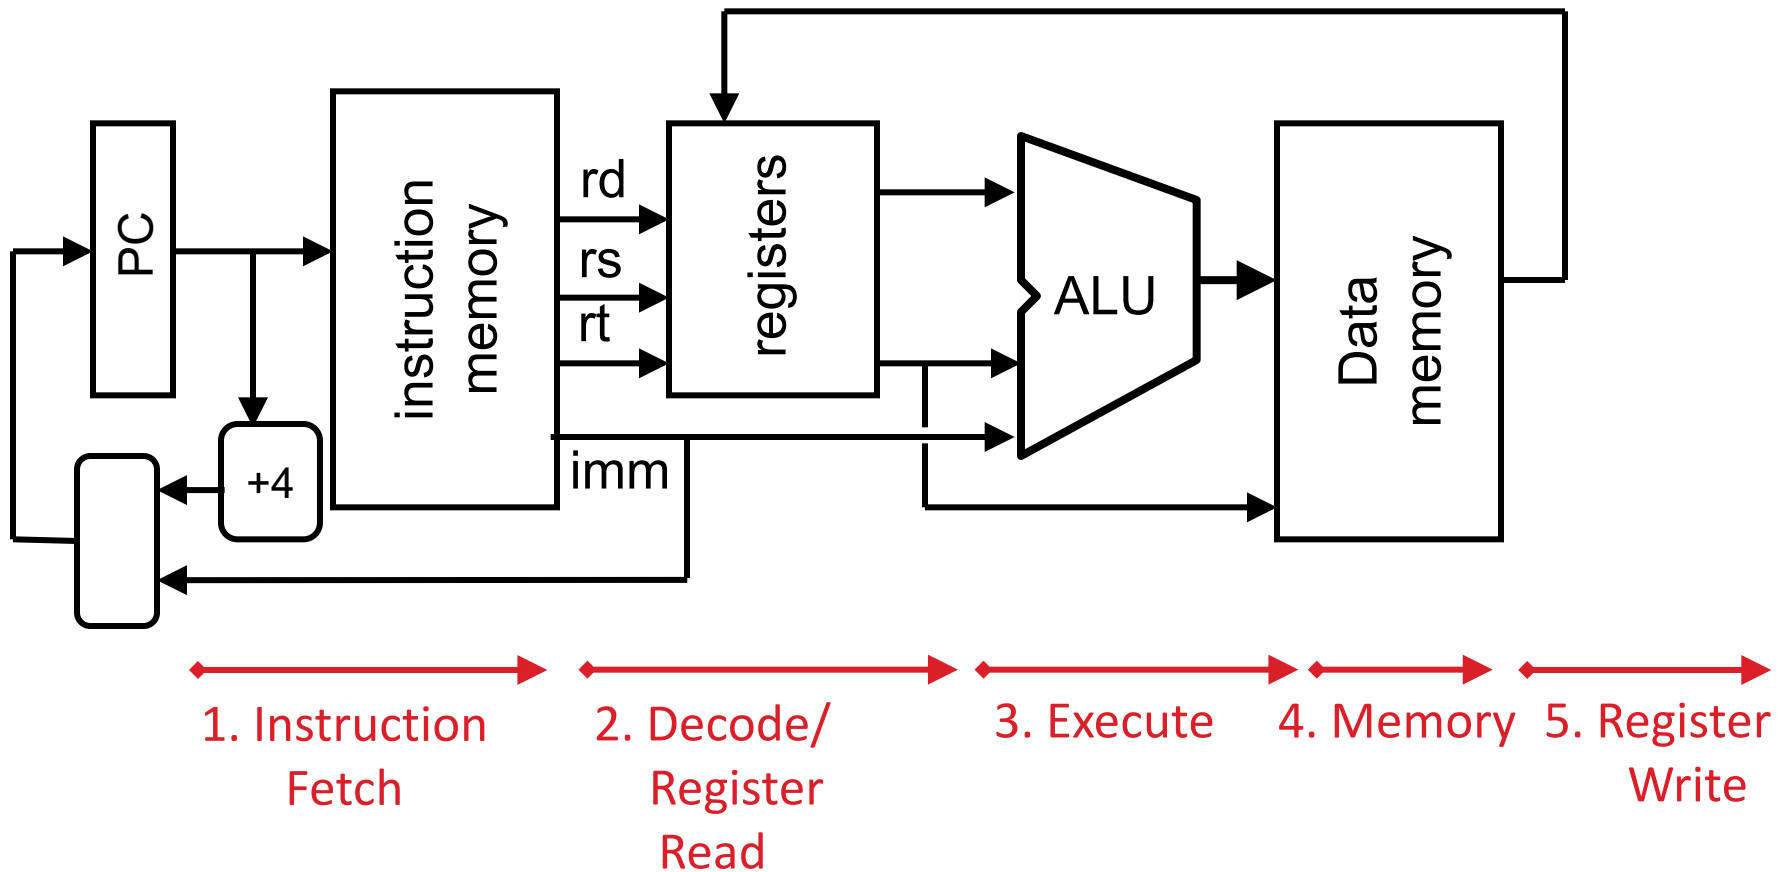 PC
+4
instruction
memory
rd
rs
rt
imm
registers
ALU
Data
memory
1. Instruction
Fetch
2. Decode/
Register
Read
3. Execute
4. Memory
5. Register
Write